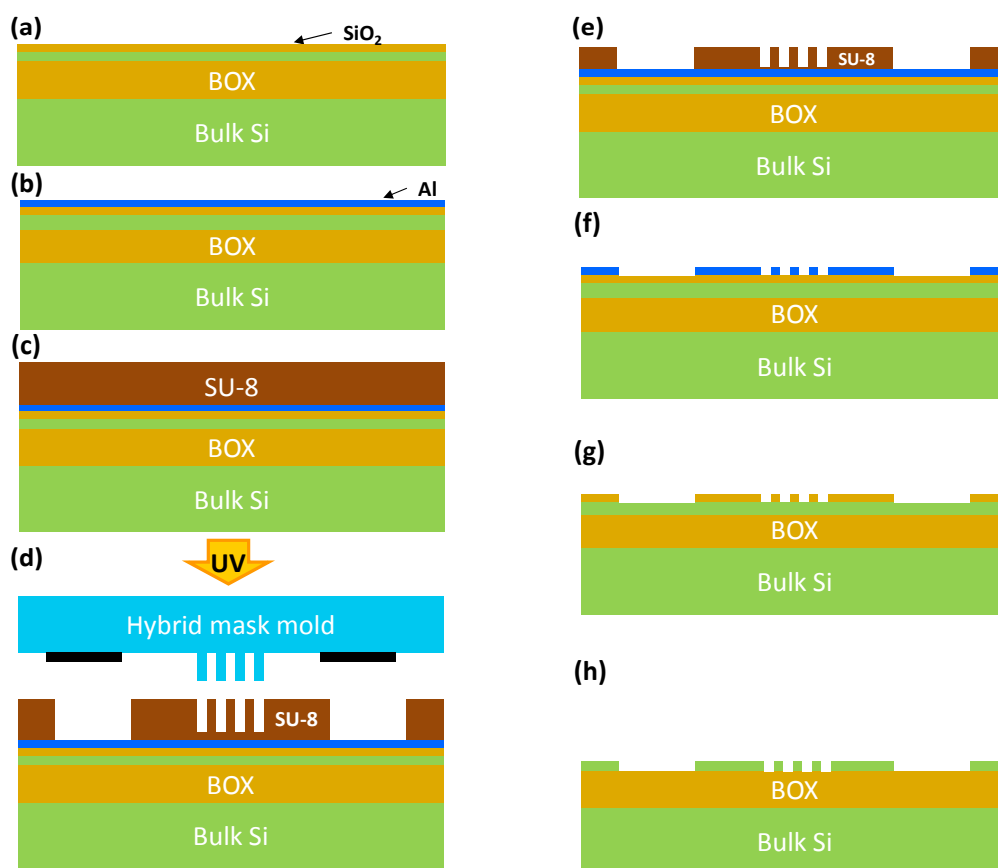 (a)
SiO₂
BOX
Bulk Si
(b)
Al
BOX
Bulk Si
(c)
SU-8
BOX
Bulk Si
(d)
UV
Hybrid mask mold
SU-8
BOX
Bulk Si
(e)
SU-8
BOX
Bulk Si
(f)
BOX
Bulk Si
(g)
BOX
Bulk Si
(h)
BOX
Bulk Si